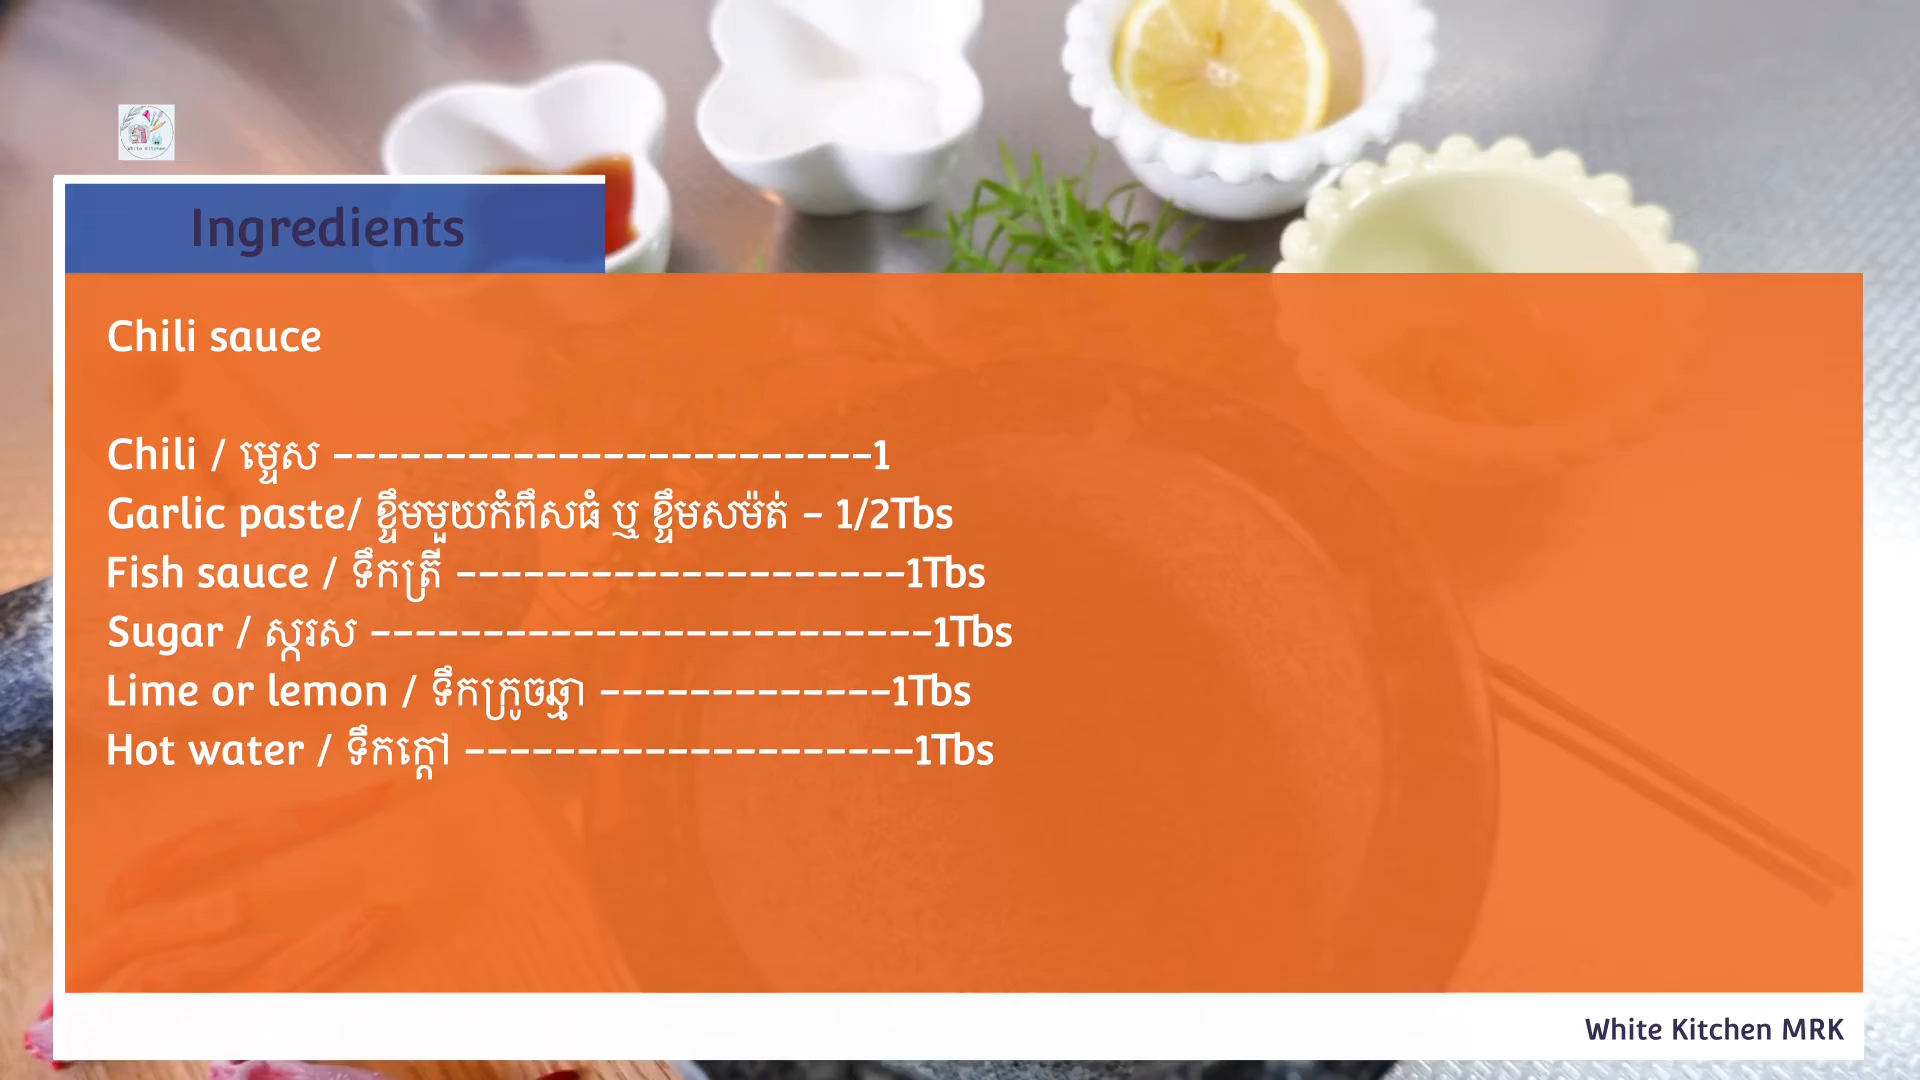 White Kitchen
Ingredients
Chili sauce
Chili / ម្ទេស ------------------------1
Garlic paste/ ខ្ទឹមមួយកំពឹសធំ ឬ ខ្ទឹមសម៉ត់ - 1/2Tbs
Fish sauce / ទឹកត្រី --------------------1Tbs
Sugar / ស្ករស -------------------------1Tbs
Lime or lemon / ទឹកក្រូចឆ្មា -------------1Tbs
Hot water / ទឹកក្តៅ --------------------1Tbs
White Kitchen MRK